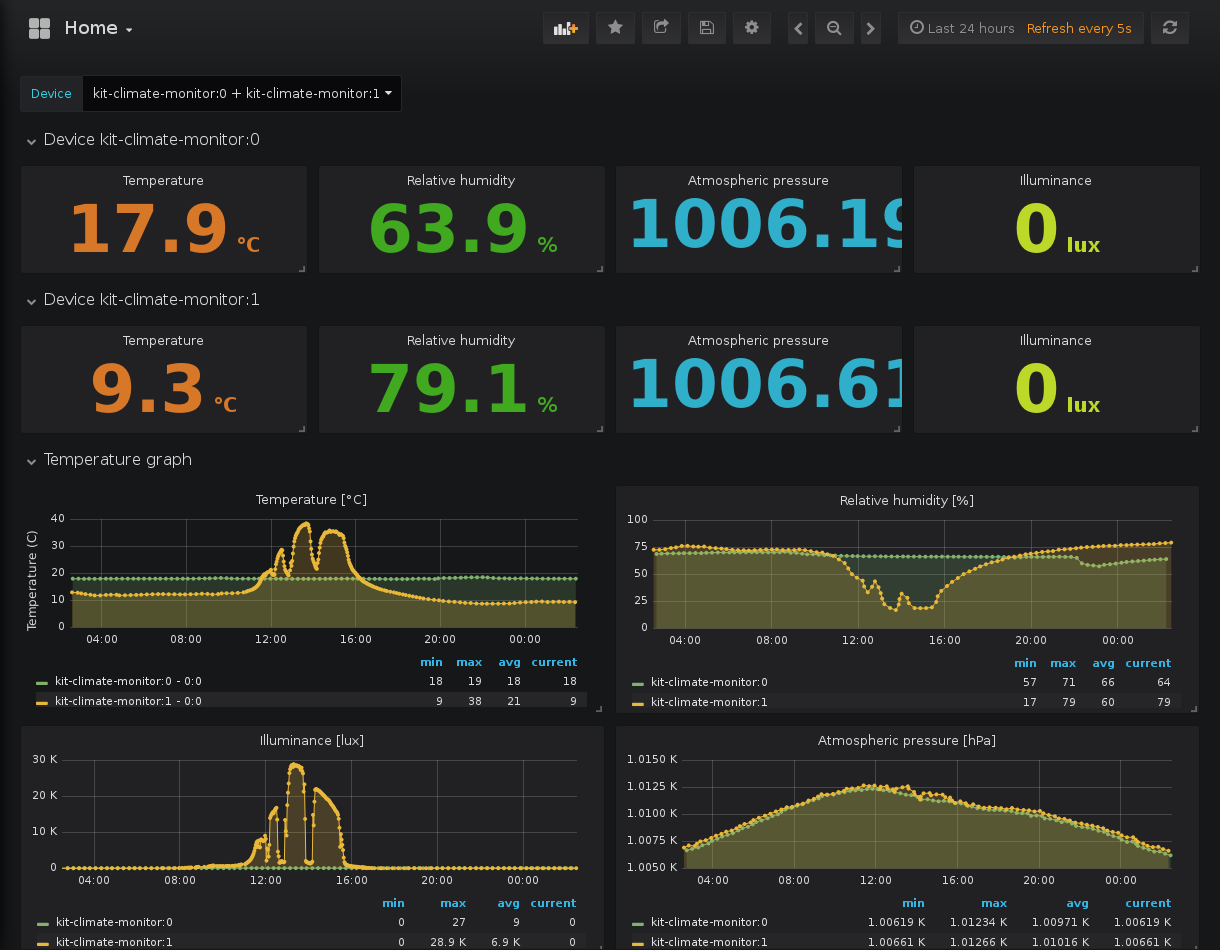 Home
Last 24 hours Refresh every 5s
Device kit-climate-monitor:0 + kit-climate-monitor:1
Device kit-climate-monitor:0
Temperature Relative humidity Atmospheric pressure Illuminance
17.9 °C 63.9 % 1006.19 0 lux
Device kit-climate-monitor:1
Temperature Relative humidity Atmospheric pressure Illuminance
9.3 °C 79.1 % 1006.61 0 lux
Temperature graph
Temperature [°C]
Temperature (C)
40
30
20
10
0
04:00 08:00 12:00 16:00 20:00 00:00
min max avg current
kit-climate-monitor:0 - 0:0 18 19 18 18
kit-climate-monitor:1 - 0:0 9 38 21 9
Relative humidity [%]
100
75
50
25
0
04:00 08:00 12:00 16:00 20:00 00:00
min max avg current
kit-climate-monitor:0 57 71 66 64
kit-climate-monitor:1 17 79 60 79
Illuminance [lux]
30 K
20 K
10 K
0
04:00 08:00 12:00 16:00 20:00 00:00
min max avg current
kit-climate-monitor:0 0 27 9 0
kit-climate-monitor:1 0 28.9 K 6.9 K 0
Atmospheric pressure [hPa]
1.0150 K
1.0125 K
1.0100 K
1.0075 K
1.0050 K
04:00 08:00 12:00 16:00 20:00 00:00
min max avg current
kit-climate-monitor:0 1.00619 K 1.01234 K 1.00971 K 1.00619 K
kit-climate-monitor:1 1.00661 K 1.01266 K 1.01016 K 1.00661 K